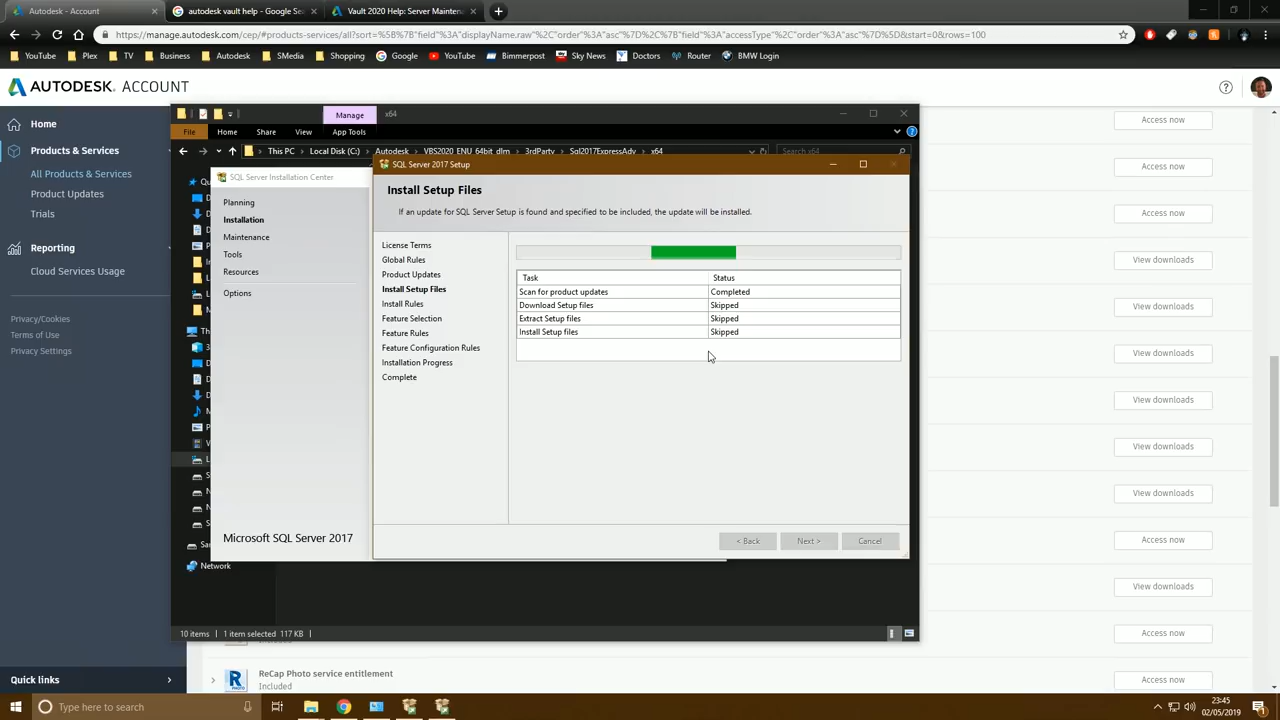 Autodesk - Account
autodesk vault help - Google Sea
Vault 2020 Help: Server Maintena
https://manage.autodesk.com/cep/#products-services/all?sort=%5B%7B"field"%3A"displayName.raw"%2C"order"%3A"asc"%7D%2C%7B"field"%3A"accessType"%2C"order"%3A"asc"%7D%5D&start=0&rows=100
YouTube
Plex
TV
Business
Autodesk
SMedia
Shopping
Google
YouTube
Bimmerpost
Sky News
Doctors
Router
BMW Login
AUTODESK. ACCOUNT
Home
Products & Services
All Products & Services
Product Updates
Trials
Reporting
Cloud Services Usage
Privacy/Cookies
Terms of Use
Privacy Settings
Quick links
Manage
x64
File
Home
Share
View
App Tools
This PC
Local Disk (C:)
Autodesk
VBS2020_ENU_64bit_dlm
3rdParty
Sql2017ExpressAdv
x64
Search x64
Network
10 items
1 item selected 117 KB
SQL Server Installation Center
Planning
Installation
Maintenance
Tools
Resources
Options
Microsoft SQL Server 2017
SQL Server 2017 Setup
Install Setup Files
If an update for SQL Server Setup is found and specified to be included, the update will be installed.
License Terms
Global Rules
Product Updates
Install Setup Files
Install Rules
Feature Selection
Feature Rules
Feature Configuration Rules
Installation Progress
Complete
Task Status
Scan for product updates Completed
Download Setup files Skipped
Extract Setup files Skipped
Install Setup files Skipped
< Back
Next >
Cancel
Access now
Access now
Access now
View downloads
View downloads
View downloads
View downloads
View downloads
View downloads
Access now
View downloads
Access now
Access now
ReCap Photo service entitlement
Included
Type here to search
23:45
02/05/2019